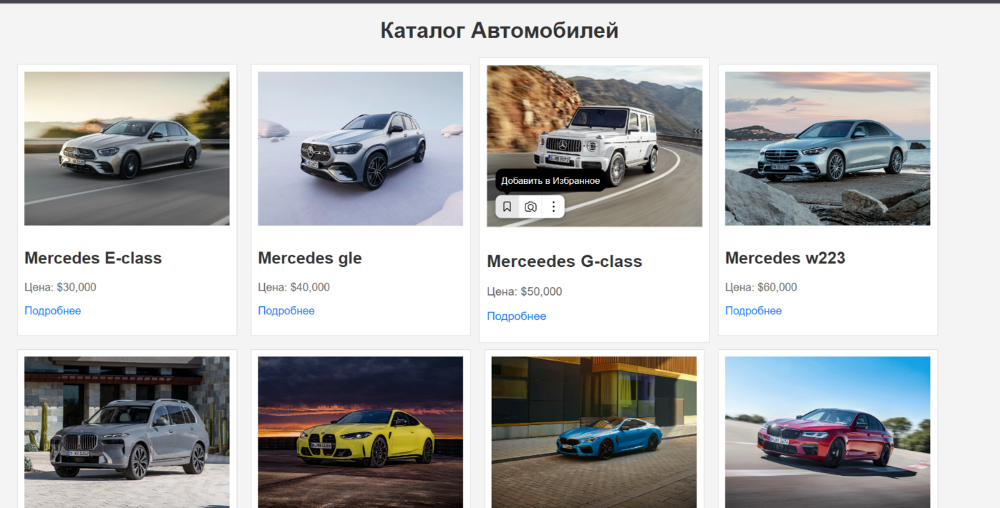 Каталог Автомобилей
Добавить в Избранное
Mercedes E-class
Цена: $30,000
Подробнее
Mercedes gle
Цена: $40,000
Подробнее
Merceedes G-class
Цена: $50,000
Подробнее
Mercedes w223
Цена: $60,000
Подробнее